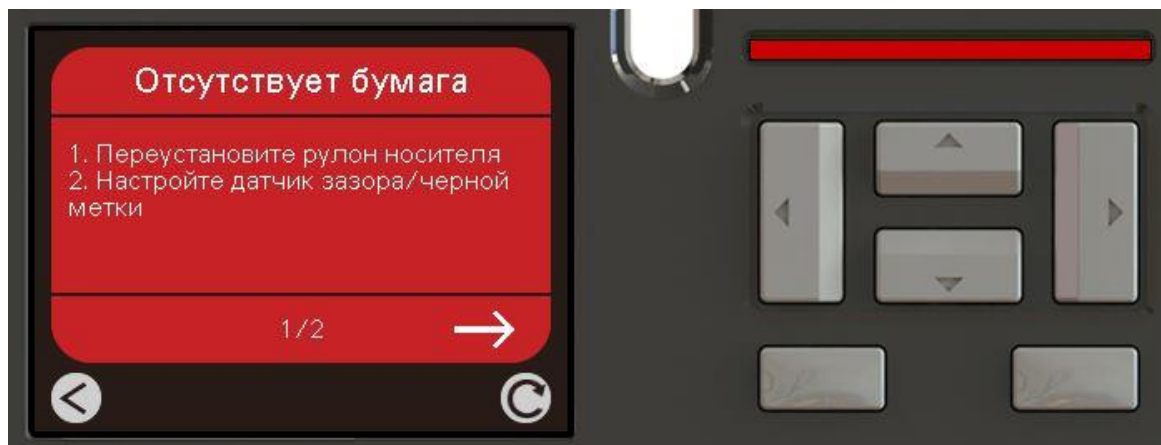 Отсутствует бумага
1. Переустановите рулон носителя
2. Настройте датчик зазора/черной
метки
1/2